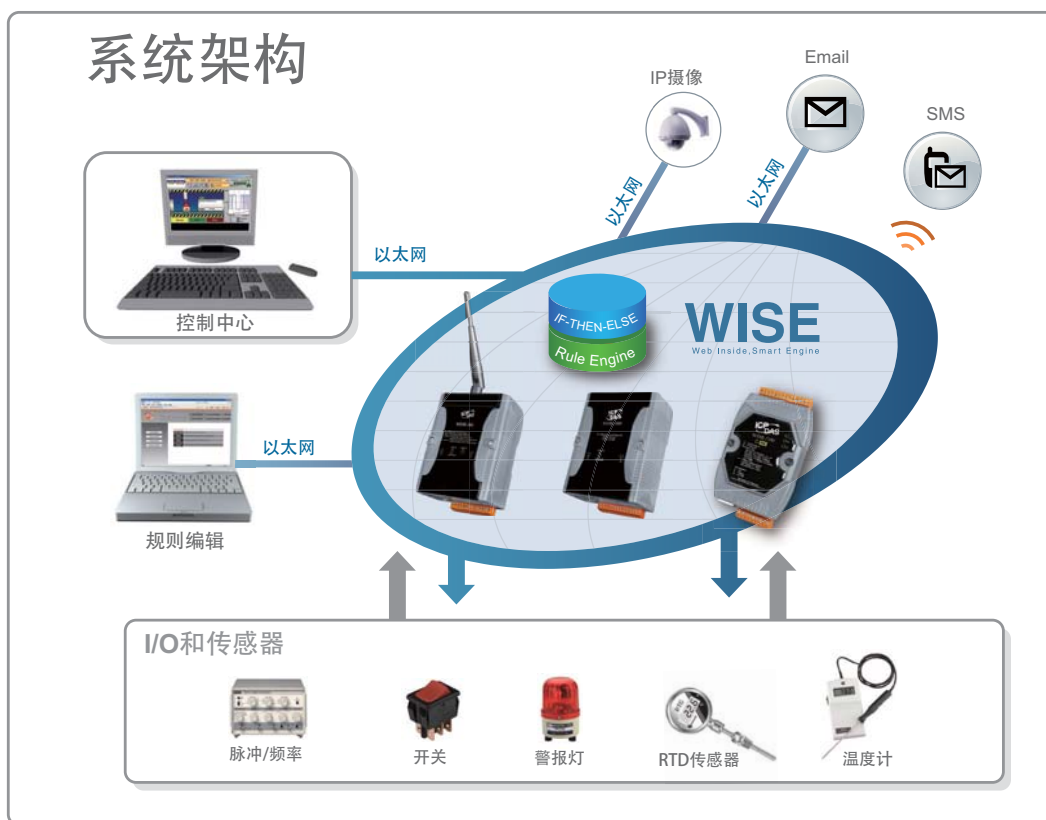 系统架构
Email
IP摄像
SMS
以太网
以太网
以太网
控制中心
IF-THEN-ELSE
Rule Engine
WISE
Web Inside,Smart Engine
ICP DAS
以太网
规则编辑
I/O和传感器
脉冲/频率
开关
警报灯
RTD传感器
温度计